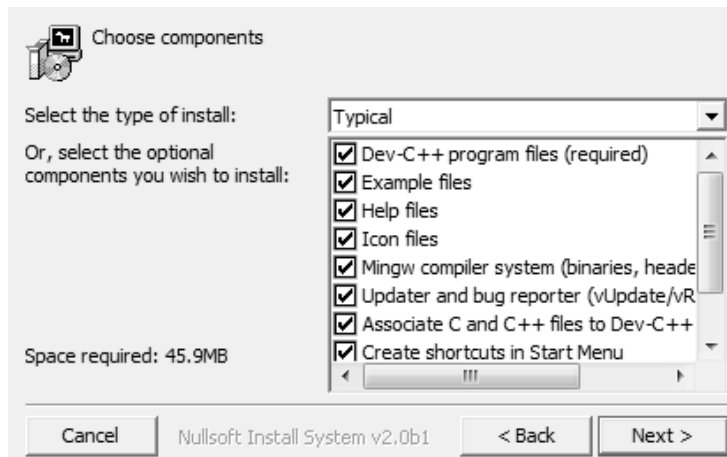 Choose components
Select the type of install:
Typical
Or, select the optional
components you wish to install:
Dev-C++ program files (required)
Example files
Help files
Icon files
Mingw compiler system (binaries, heade
Updater and bug reporter (vUpdate/vR
Associate C and C++ files to Dev-C++
Create shortcuts in Start Menu
Space required: 45.9MB
Cancel
Nullsoft Install System v2.0b1
< Back
Next >